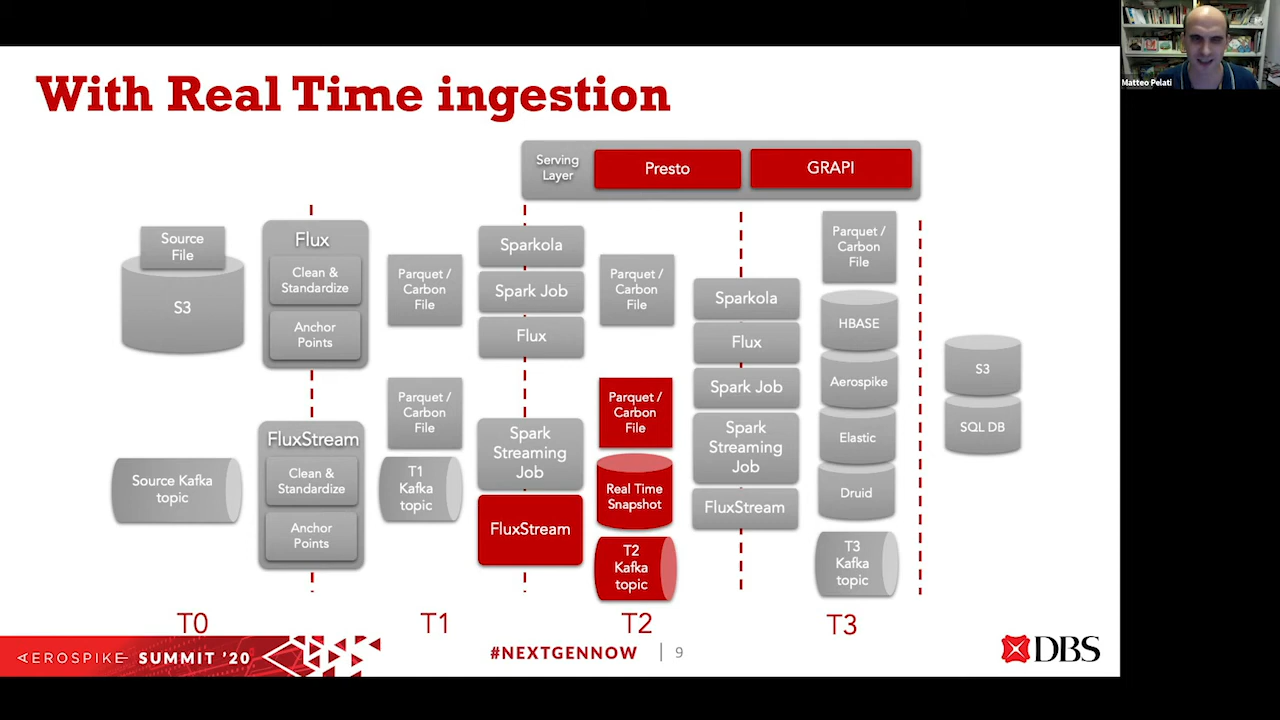 With Real Time ingestion
Matteo Pelati
Serving
Layer
Presto
GRAPI
Source
File
S3
Flux
Clean &
Standardize
Anchor
Points
Parquet /
Carbon
File
Sparkola
Spark Job
Flux
Parquet /
Carbon
File
Sparkola
Flux
Spark Job
Spark
Streaming
Job
FluxStream
Parquet /
Carbon
File
HBASE
Aerospike
Elastic
Druid
T3
Kafka
topic
S3
SQL DB
Source Kafka
topic
FluxStream
Clean &
Standardize
Anchor
Points
Parquet /
Carbon
File
T1
Kafka
topic
Spark
Streaming
Job
FluxStream
Parquet /
Carbon
File
Real Time
Snapshot
T2
Kafka
topic
T0
T1
T2
T3
AEROSPIKE SUMMIT '20
#NEXTGENNOW
9
DBS